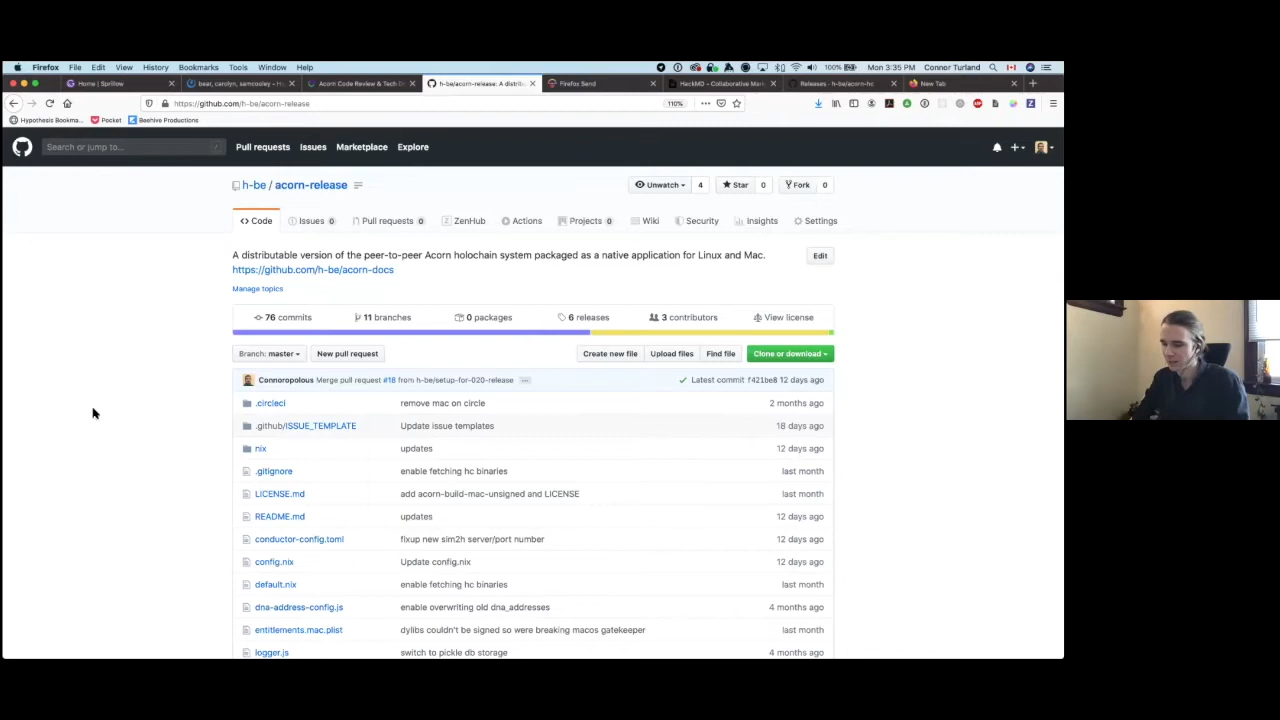 Firefox File Edit View History Bookmarks Tools Window Help 100% Mon 3:35 PM Connor Turland
Home | Sprillow bear, carolyn, samcooley – H Acorn Code Review & Tech D h-be/acorn-release: A distribu Firefox Send HackMD - Collaborative Mar Releases · h-be/acorn-hc New Tab
https://github.com/h-be/acorn-release 110%
Hypothesis Bookma... Pocket Beehive Productions
Search or jump to... / Pull requests Issues Marketplace Explore
h-be / acorn-release Unwatch 4 Star 0 Fork 0
Code Issues 0 Pull requests 0 ZenHub Actions Projects 0 Wiki Security Insights Settings
A distributable version of the peer-to-peer Acorn holochain system packaged as a native application for Linux and Mac. Edit
https://github.com/h-be/acorn-docs
Manage topics
76 commits 11 branches 0 packages 6 releases 3 contributors View license
Branch: master New pull request Create new file Upload files Find file Clone or download
Connoropolous Merge pull request #18 from h-be/setup-for-020-release ... Latest commit f421be8 12 days ago
.circleci remove mac on circle 2 months ago
.github/ISSUE_TEMPLATE Update issue templates 18 days ago
nix updates 12 days ago
.gitignore enable fetching hc binaries last month
LICENSE.md add acorn-build-mac-unsigned and LICENSE last month
README.md updates 12 days ago
conductor-config.toml fixup new sim2h server/port number 12 days ago
config.nix Update config.nix 12 days ago
default.nix enable fetching hc binaries last month
dna-address-config.js enable overwriting old dna_addresses 4 months ago
entitlements.mac.plist dylibs couldn't be signed so were breaking macos gatekeeper last month
logger.js switch to pickle db storage 4 months ago